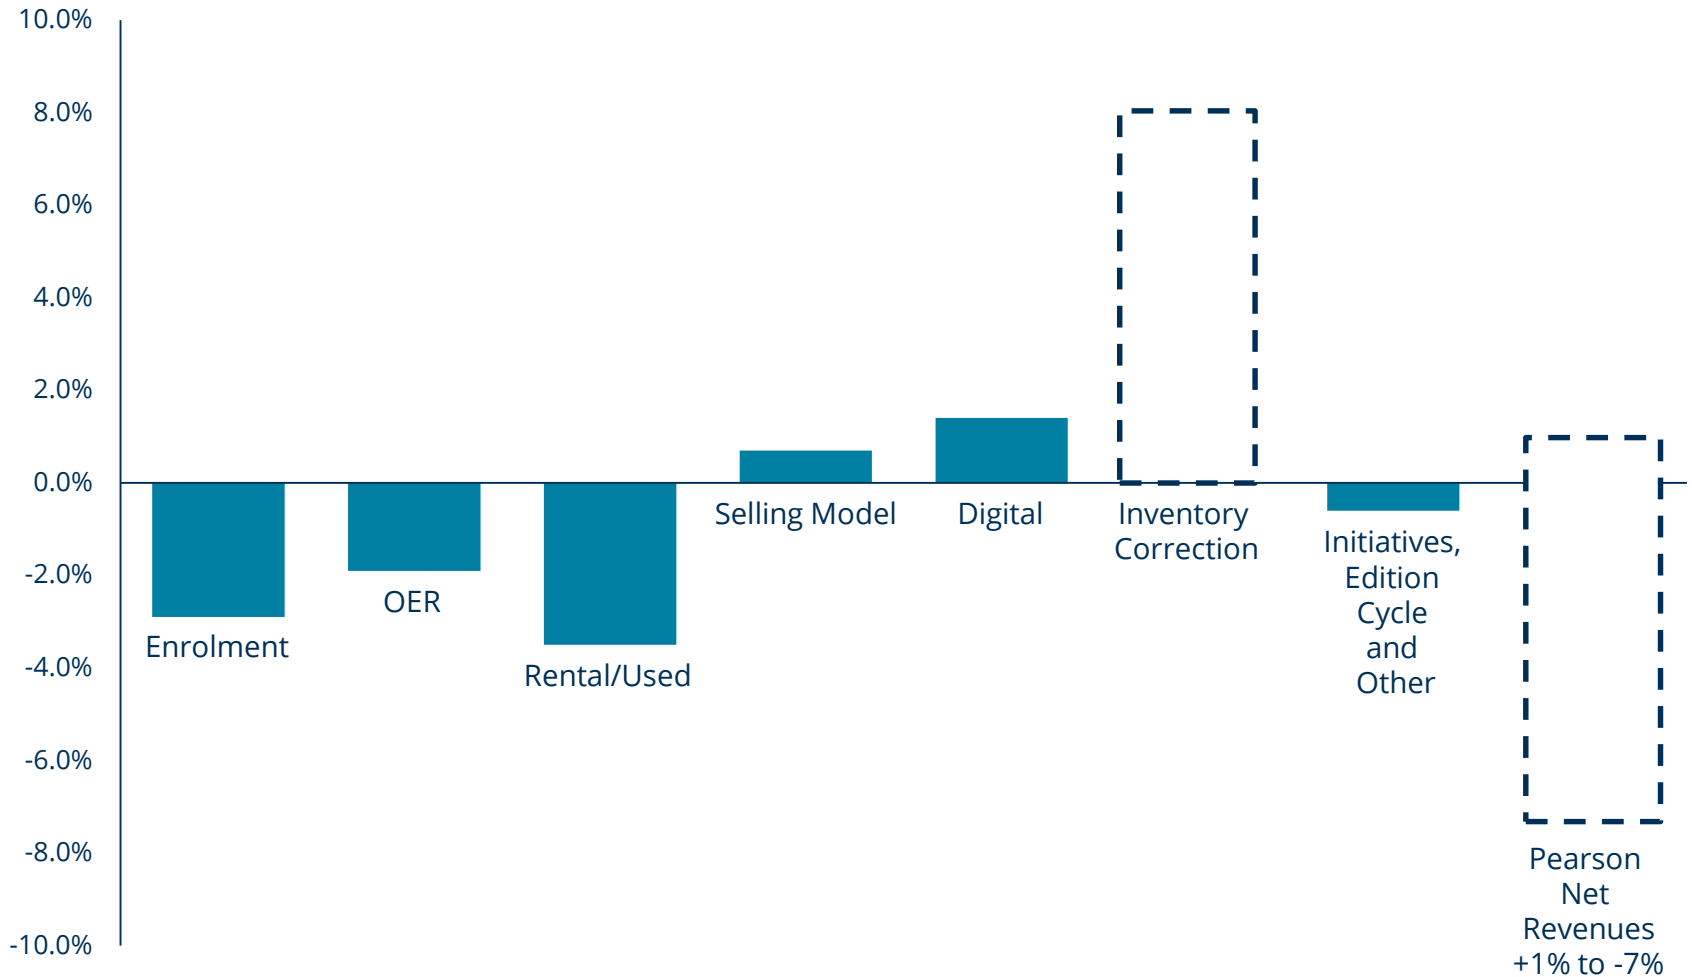 10.0%
8.0%
6.0%
4.0%
2.0%
0.0%
-2.0%
-4.0%
-6.0%
-8.0%
-10.0%
Enrolment
OER
Rental/Used
Selling Model
Digital
Inventory
Correction
Initiatives,
Edition
Cycle
and
Other
Pearson
Net
Revenues
+1% to -7%